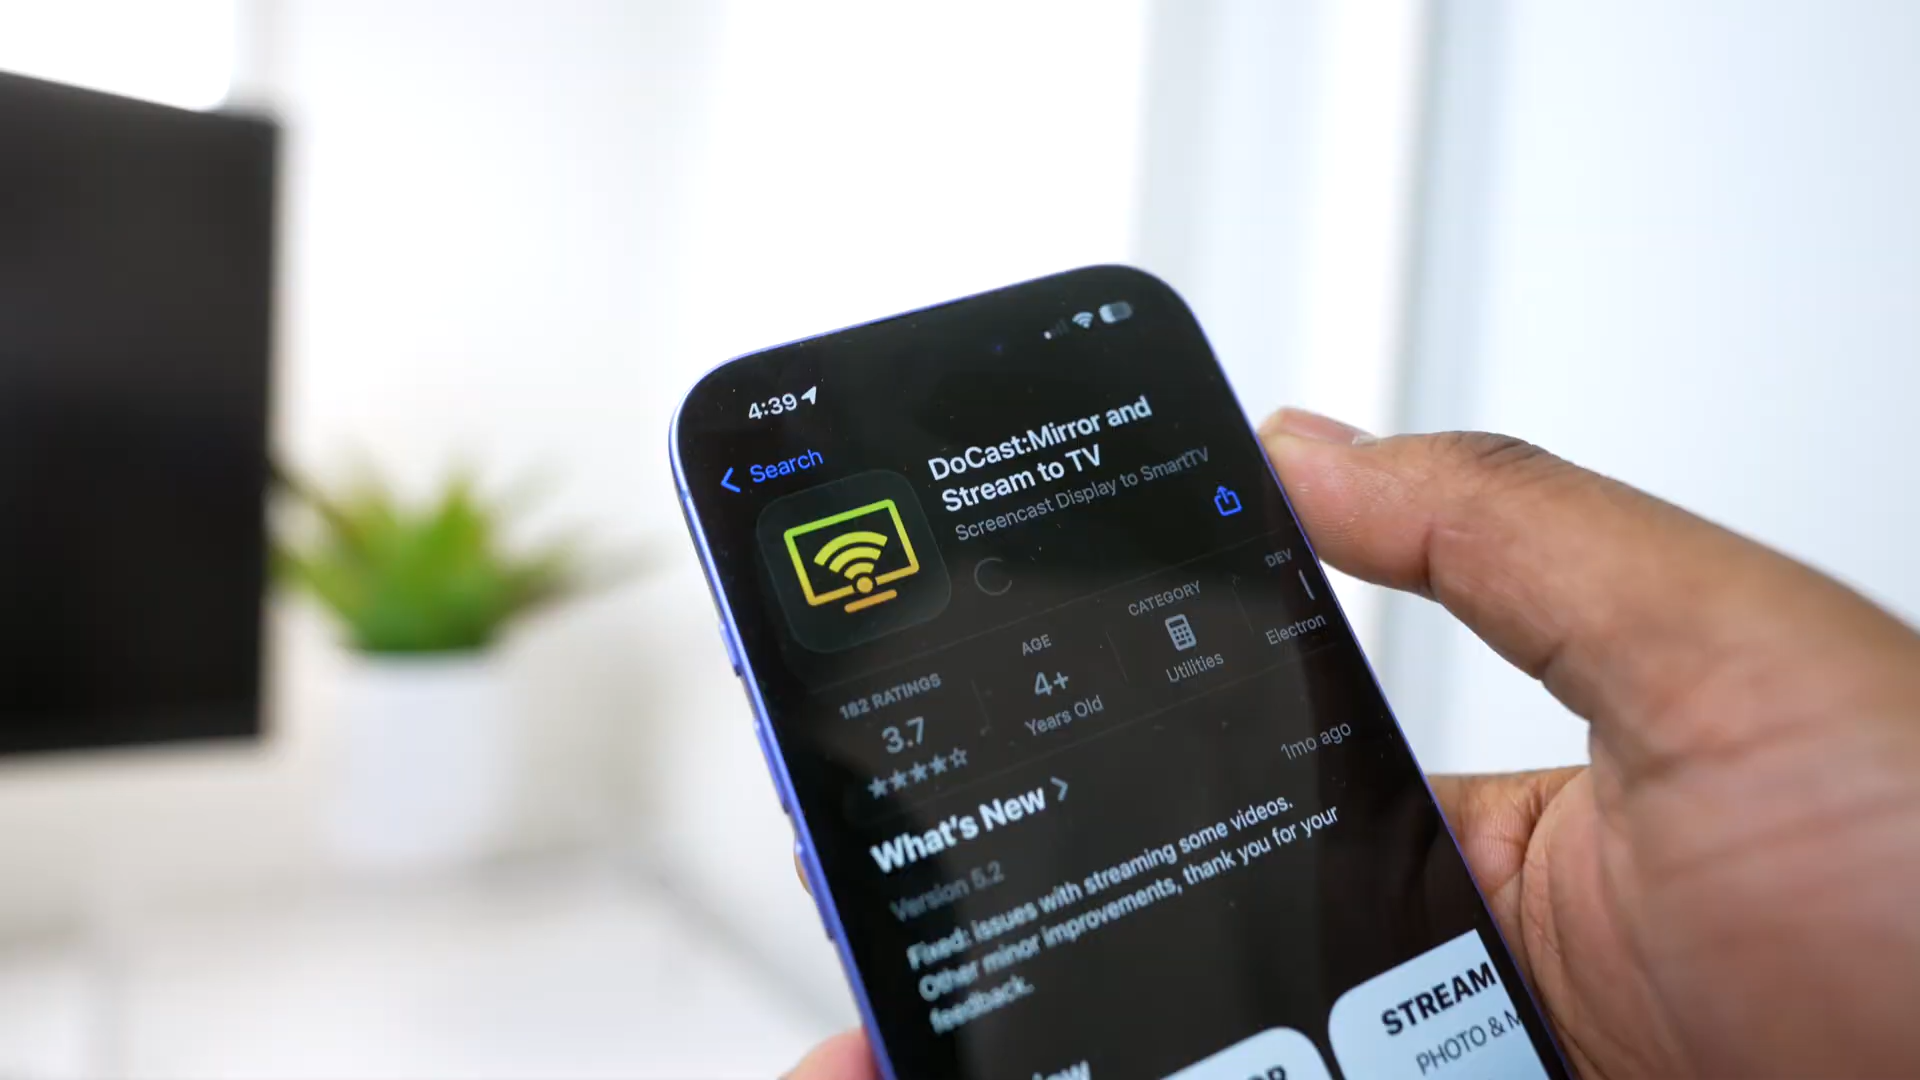 4:39
Search
DoCast:Mirror and
Stream to TV
Screencast Display to SmartTV
182 RATINGS
3.7
AGE
4+
Years Old
CATEGORY
Utilities
DEV
Electron
What's New
1mo ago
Version 5.2
Fixed: issues with streaming some videos.
Other minor improvements, thank you for your
feedback.
STREAM
PHOTO &